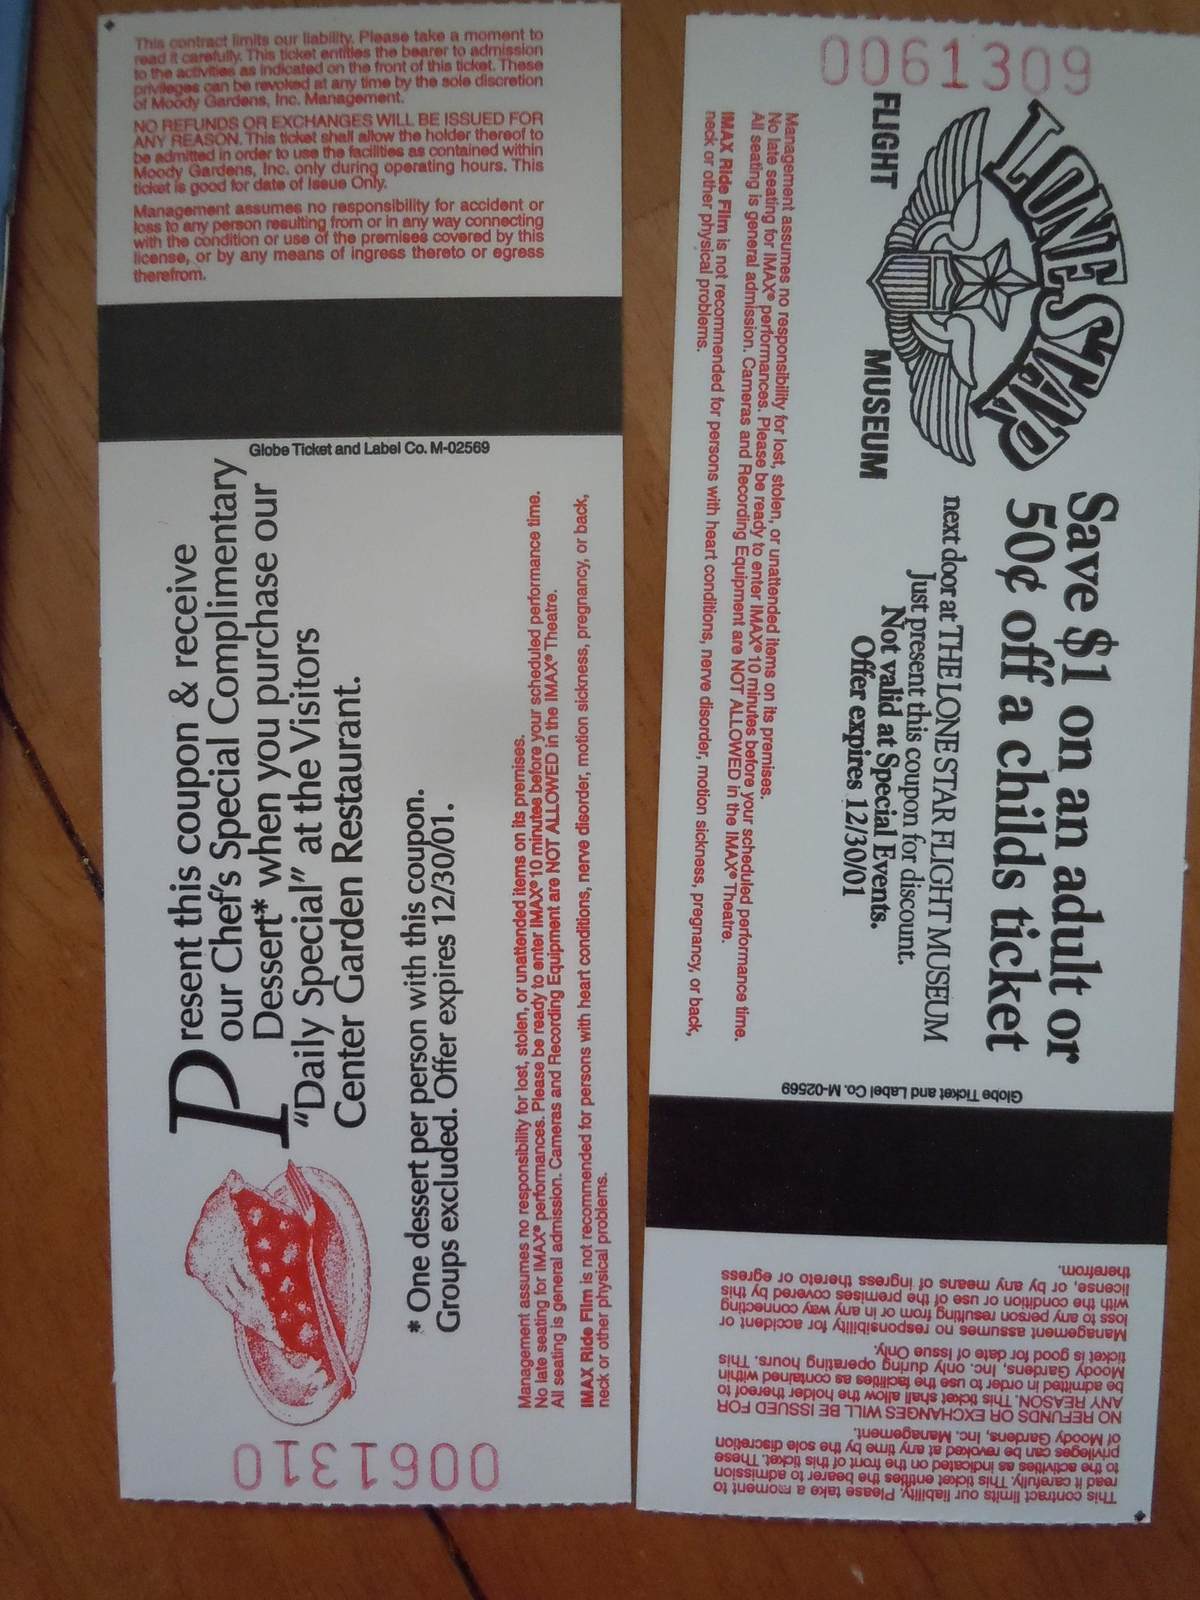 This contract limits our liability. Please take a moment to
read it carefully. This ticket entitles the bearer to admission
to the activities as indicated on the front of this ticket. These
privileges can be revoked at any time by the sole discretion
of Moody Gardens, Inc. Management.
NO REFUNDS OR EXCHANGES WILL BE ISSUED FOR
ANY REASON. This ticket shall allow the holder thereof to
be admitted in order to use the facilities as contained within
Moody Gardens, Inc. only during operating hours. This
ticket is good for date of Issue Only.
Management assumes no responsibility for accident or
loss to any person resulting from or in any way connecting
with the condition or use of the premises covered by this
license, or by any means of ingress thereto or egress
therefrom.
Globe Ticket and Label Co. M-02569
Present this coupon & receive
our Chef's Special Complimentary
Dessert* when you purchase our
"Daily Special" at the Visitors
Center Garden Restaurant.
* One dessert per person with this coupon.
Groups excluded. Offer expires 12/30/01.
Management assumes no responsibility for lost, stolen, or unattended items on its premises.
No late seating for IMAX® performances. Please be ready to enter IMAX® 10 minutes before your scheduled performance time.
All seating is general admission. Cameras and Recording Equipment are NOT ALLOWED in the IMAX® Theatre.
IMAX Ride Film is not recommended for persons with heart conditions, nerve disorder, motion sickness, pregnancy, or back,
neck or other physical problems.
0061310
0061309
LONE STAR
FLIGHT MUSEUM
Save $1 on an adult or
50¢ off a childs ticket
next door at THE LONE STAR FLIGHT MUSEUM
Just present this coupon for discount.
Not valid at Special Events.
Offer expires 12/30/01
Management assumes no responsibility for lost, stolen, or unattended items on its premises.
No late seating for IMAX® performances. Please be ready to enter IMAX® 10 minutes before your scheduled performance time.
All seating is general admission. Cameras and Recording Equipment are NOT ALLOWED in the IMAX® Theatre.
IMAX Ride Film is not recommended for persons with heart conditions, nerve disorder, motion sickness, pregnancy, or back,
neck or other physical problems.
Globe Ticket and Label Co. M-02569
This contract limits our liability. Please take a moment to
read it carefully. This ticket entitles the bearer to admission
to the activities as indicated on the front of this ticket. These
privileges can be revoked at any time by the sole discretion
of Moody Gardens, Inc. Management.
NO REFUNDS OR EXCHANGES WILL BE ISSUED FOR
ANY REASON. This ticket shall allow the holder thereof to
be admitted in order to use the facilities as contained within
Moody Gardens, Inc. only during operating hours. This
ticket is good for date of Issue Only.
Management assumes no responsibility for accident or
loss to any person resulting from or in any way connecting
with the condition or use of the premises covered by this
license, or by any means of ingress thereto or egress
therefrom.